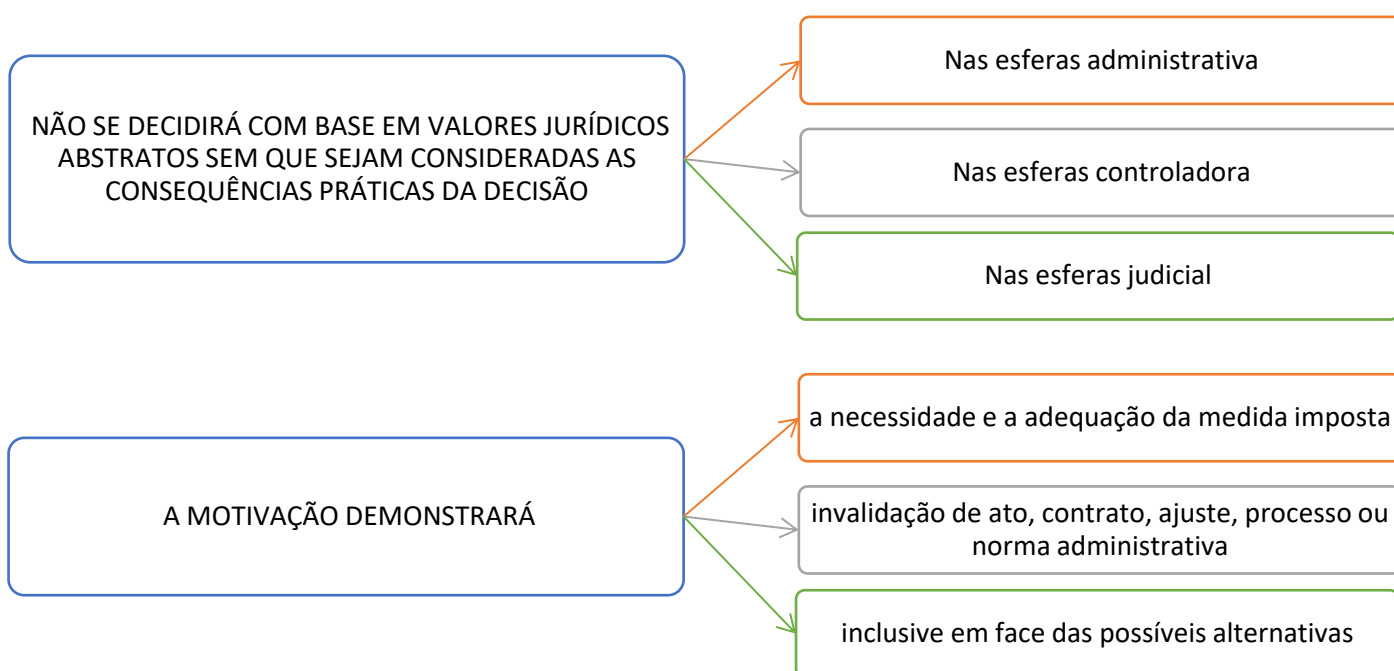 NÃO SE DECIDIRÁ COM BASE EM VALORES JURÍDICOS
ABSTRATOS SEM QUE SEJAM CONSIDERADAS AS
CONSEQUÊNCIAS PRÁTICAS DA DECISÃO
Nas esferas administrativa
Nas esferas controladora
Nas esferas judicial
A MOTIVAÇÃO DEMONSTRARÁ
a necessidade e a adequação da medida imposta
invalidação de ato, contrato, ajuste, processo ou
norma administrativa
inclusive em face das possíveis alternativas